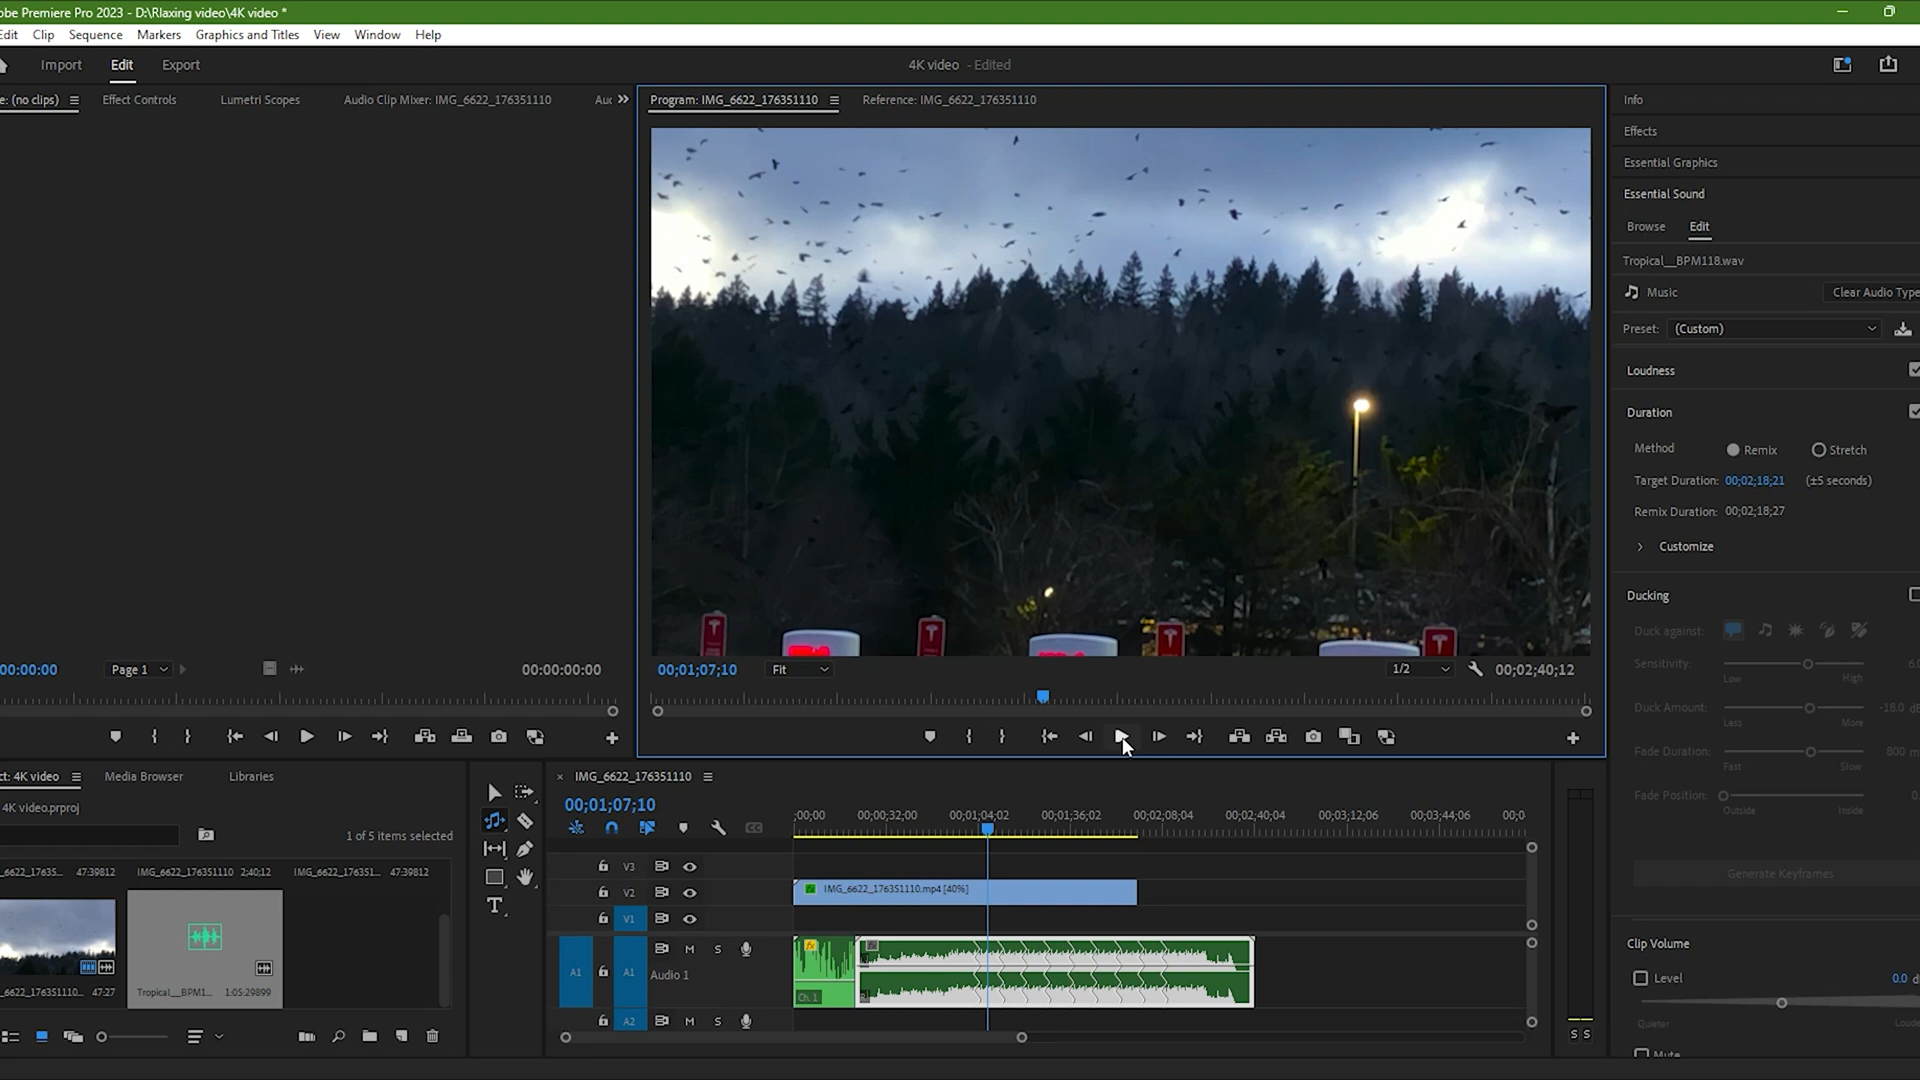 obe Premiere Pro 2023 - D:\Rlaxing video\4K video *
Edit Clip Sequence Markers Graphics and Titles View Window Help
Import Edit Export
4K video - Edited
e: (no clips) Effect Controls Lumetri Scopes Audio Clip Mixer: IMG_6622_176351110 Auc
Program: IMG_6622_176351110 Reference: IMG_6622_176351110
Info
Effects
Essential Graphics
Essential Sound
Browse Edit
Tropical__BPM118.wav
Music Clear Audio Type
Preset: (Custom)
Loudness
Duration
Method Remix Stretch
Target Duration: 00;02;18;21 (±5 seconds)
Remix Duration: 00;02;18;27
Customize
Ducking
Duck against:
Sensitivity: 6.0
Low High
Duck Amount: -18.0 dB
Less More
Fade Duration: 800 m
Fast Slow
Fade Position: 0.
Outside Inside
Generate Keyframes
Clip Volume
Level 0.0 d
Quieter Loude
Mute
00:00:00 Page 1 00:00:00:00
00;01;07;10 Fit 1/2 00;02;40;12
ct: 4K video Media Browser Libraries
4K video.prproj
1 of 5 items selected
_6622_17635... 47:39812 IMG_6622_176351110 2;40;12 IMG_6622_176351... 47:39812
_6622_176351110... 47:27 Tropical__BPM1... 1:05:29899
× IMG_6622_176351110
00;01;07;10
;00;00 00;00;32;00 00;01;04;02 00;01;36;02 00;02;08;04 00;02;40;04 00;03;12;06 00;03;44;06 00;0
V3
V2
IMG_6622_176351110.mp4 [40%]
V1
A1 A1 M S
Audio 1
Ch. 1
A2 M S
S S